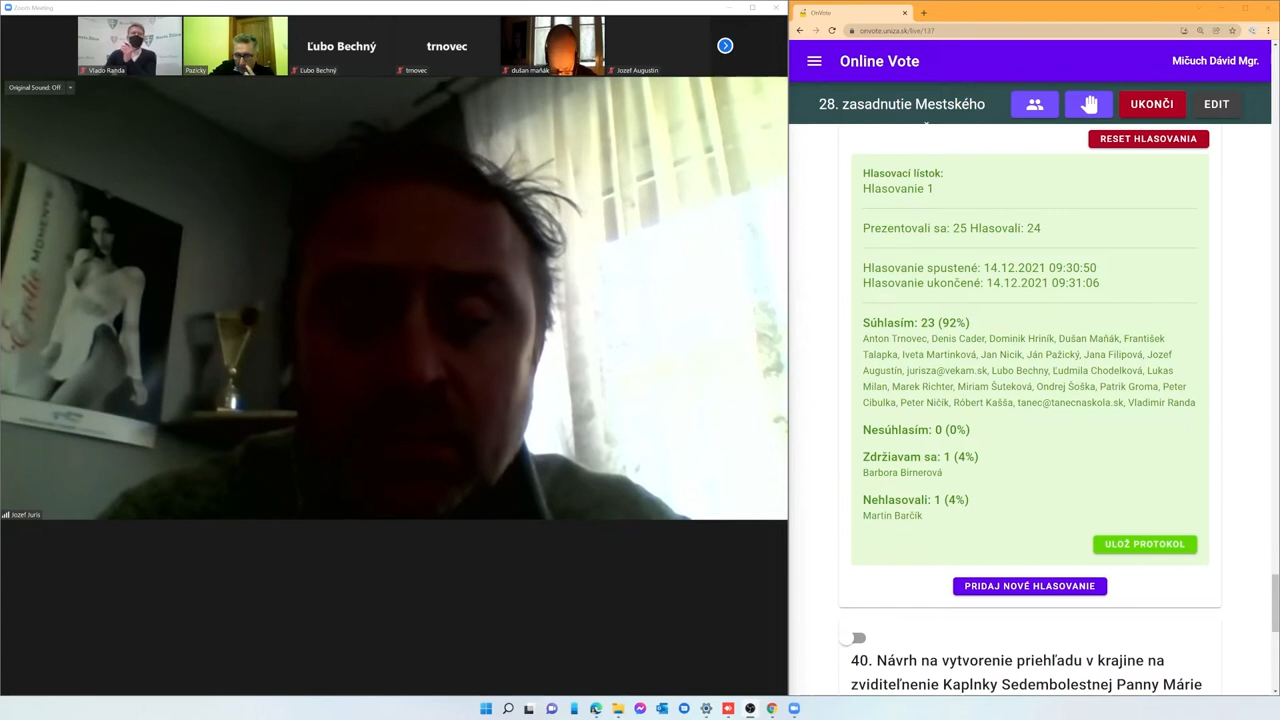 Zoom Meeting
Vlado Randa
Pazicky
Ľubo Bechný
Ľubo Bechný
trnovec
trnovec
dušan maňák
Jozef Augustin
Original Sound: Off
MOMENTS
Jozef Juris
OnVote
onvote.uniza.sk/live/137
Online Vote
Mičuch Dávid Mgr.
28. zasadnutie Mestského
UKONČI
EDIT
RESET HLASOVANIA
Hlasovací lístok:
Hlasovanie 1
Prezentovali sa: 25 Hlasovali: 24
Hlasovanie spustené: 14.12.2021 09:30:50
Hlasovanie ukončené: 14.12.2021 09:31:06
Súhlasím: 23 (92%)
Anton Trnovec, Denis Cader, Dominik Hriník, Dušan Maňák, František
Talapka, Iveta Martinková, Jan Nicik, Ján Pažický, Jana Filipová, Jozef
Augustín, jurisza@vekam.sk, Lubo Bechny, Ľudmila Chodelková, Lukas
Milan, Marek Richter, Miriam Šuteková, Ondrej Šoška, Patrik Groma, Peter
Cibulka, Peter Ničík, Róbert Kašša, tanec@tanecnaskola.sk, Vladimir Randa
Nesúhlasím: 0 (0%)
Zdržiavam sa: 1 (4%)
Barbora Birnerová
Nehlasovali: 1 (4%)
Martin Barčík
ULOŽ PROTOKOL
PRIDAJ NOVÉ HLASOVANIE
40. Návrh na vytvorenie priehľadu v krajine na
zviditeľnenie Kaplnky Sedembolestnej Panny Márie